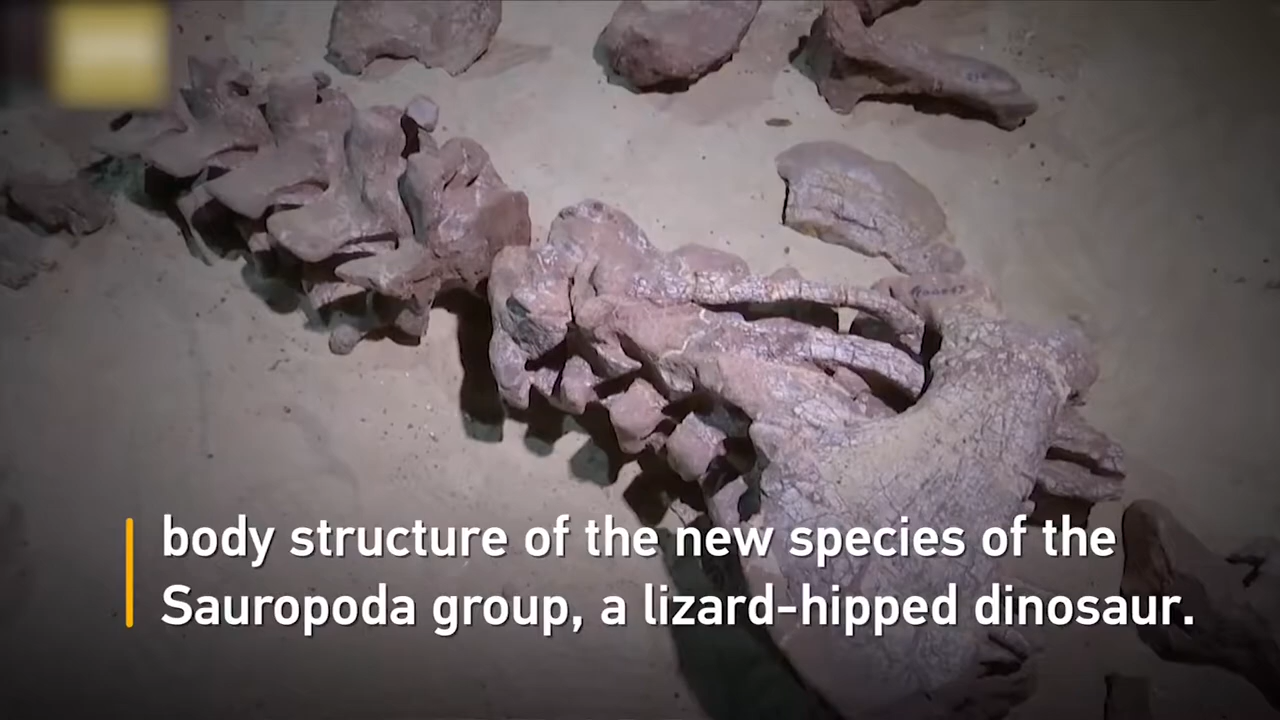 body structure of the new species of the
Sauropoda group, a lizard-hipped dinosaur.